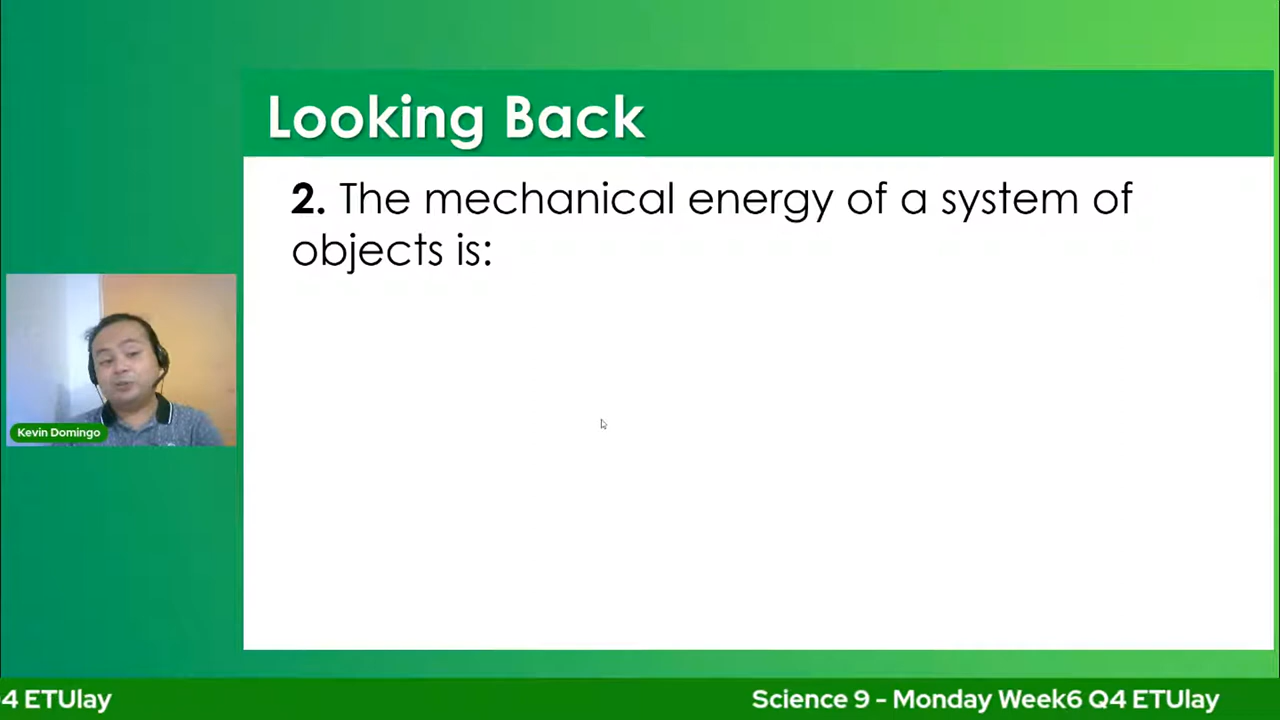 Looking Back
2. The mechanical energy of a system of
objects is:
Kevin Domingo
4 ETUlay
Science 9 - Monday Week6 Q4 ETUlay